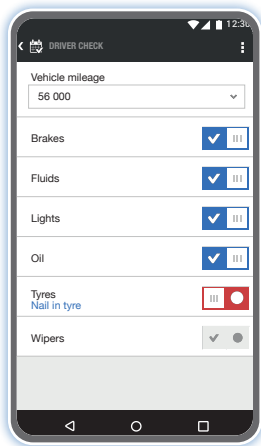 12:30
DRIVER CHECK
Vehicle mileage
56 000
Brakes
Fluids
Lights
Oil
Tyres
Nail in tyre
Wipers